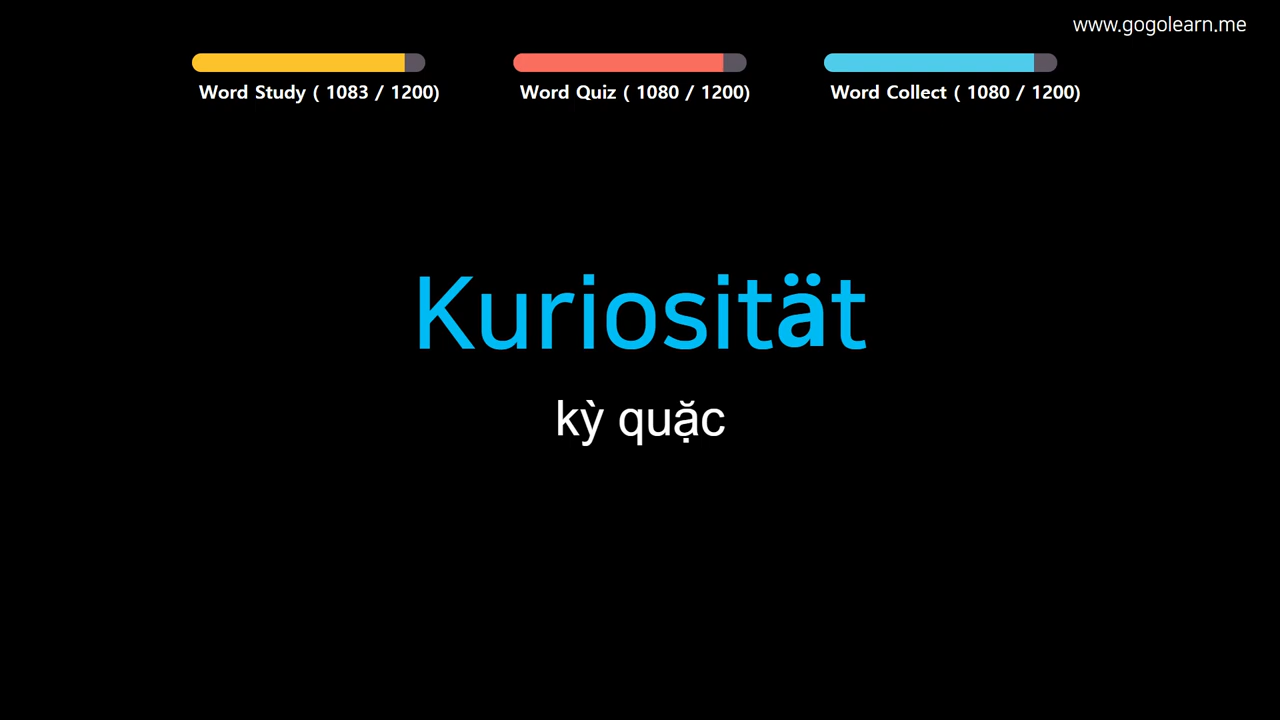 www.gogolearn.me
Word Study ( 1083 / 1200)
Word Quiz ( 1080 / 1200)
Word Collect ( 1080 / 1200)
Kuriosität
kỳ quặc